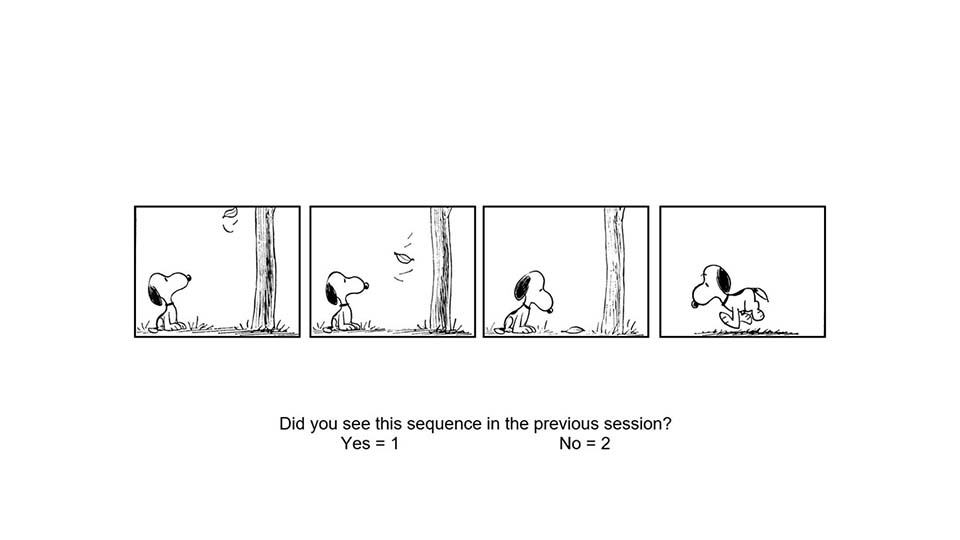 Did you see this sequence in the previous session?
Yes = 1 No = 2